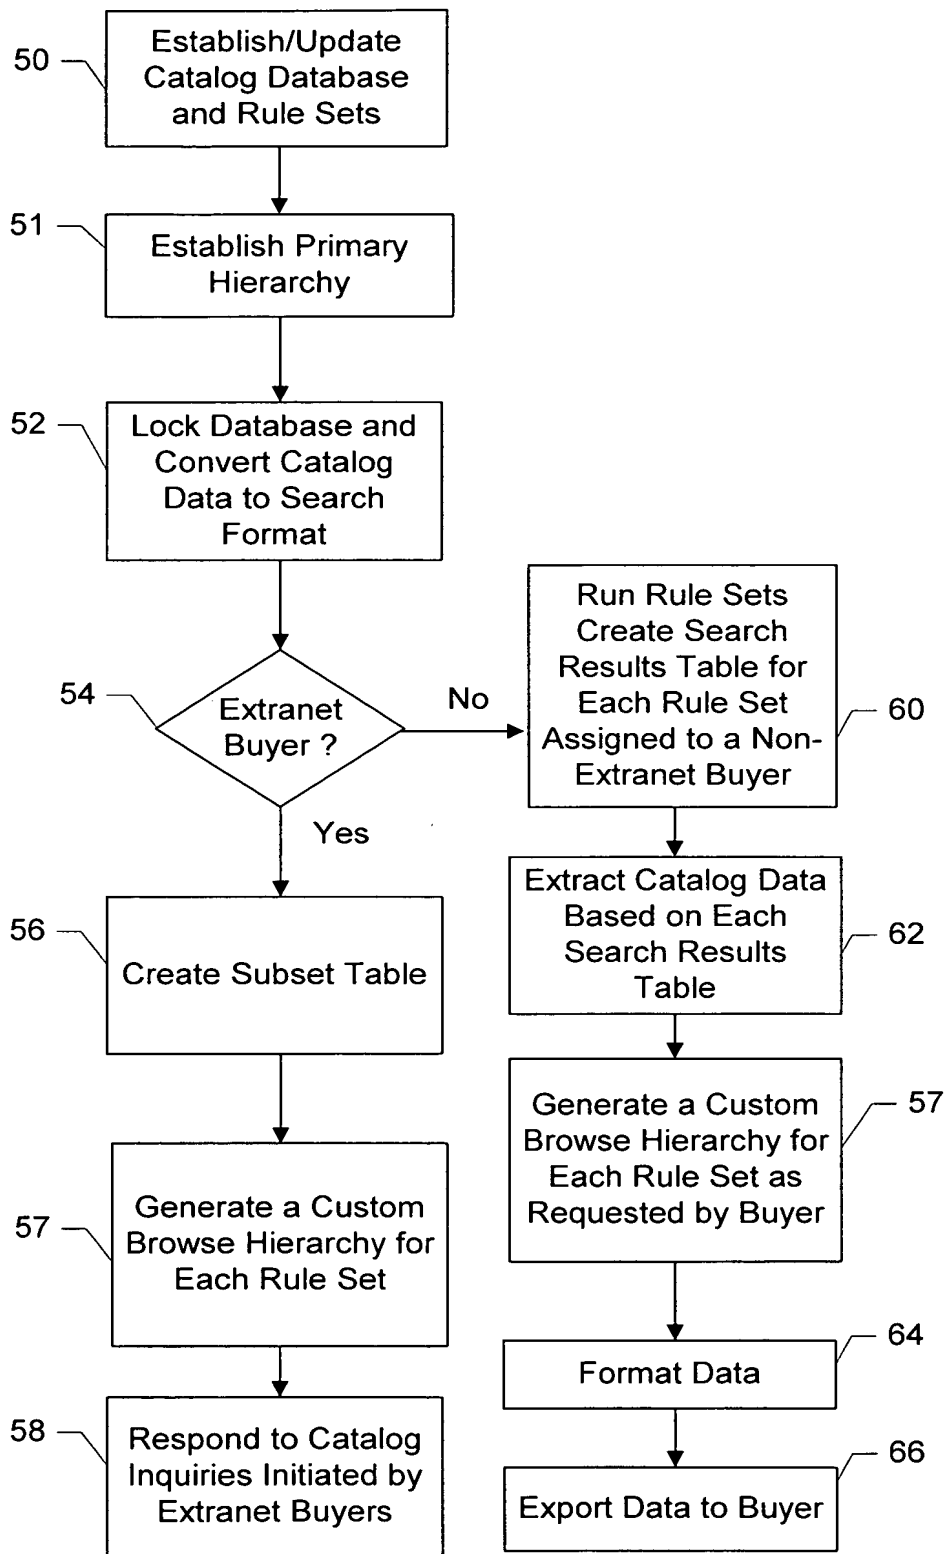 50
Establish/Update
Catalog Database
and Rule Sets
51
Establish Primary
Hierarchy
52
Lock Database and
Convert Catalog
Data to Search
Format
54
Extranet
Buyer ?
No
Yes
Run Rule Sets
Create Search
Results Table for
Each Rule Set
Assigned to a Non-
Extranet Buyer
60
Extract Catalog Data
Based on Each
Search Results
Table
62
56
Create Subset Table
Generate a Custom
Browse Hierarchy for
Each Rule Set as
Requested by Buyer
57
57
Generate a Custom
Browse Hierarchy for
Each Rule Set
64
Format Data
58
Respond to Catalog
Inquiries Initiated by
Extranet Buyers
66
Export Data to Buyer